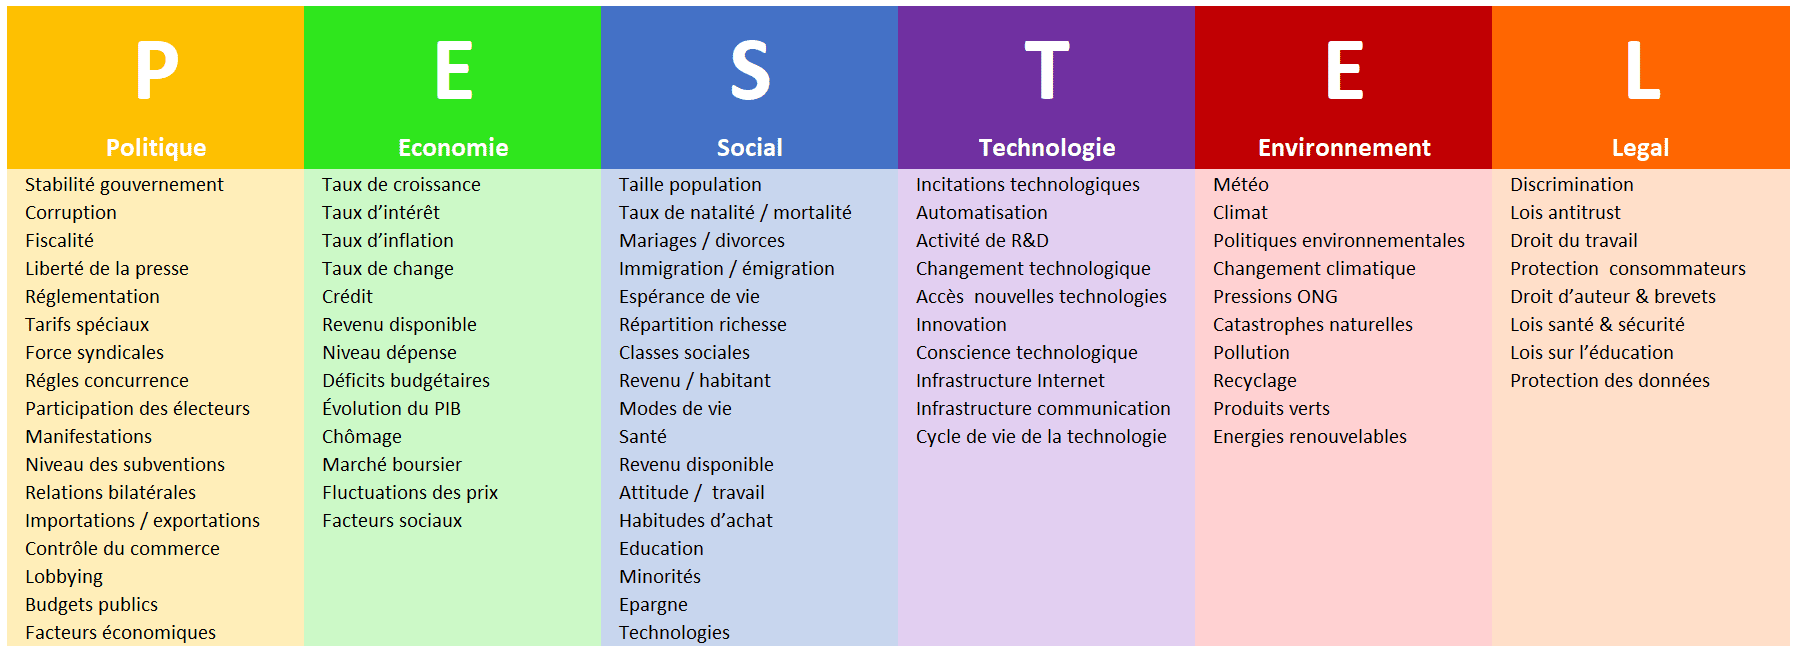 P
Politique
Stabilité gouvernement
Corruption
Fiscalité
Liberté de la presse
Réglementation
Tarifs spéciaux
Force syndicales
Régles concurrence
Participation des électeurs
Manifestations
Niveau des subventions
Relations bilatérales
Importations / exportations
Contrôle du commerce
Lobbying
Budgets publics
Facteurs économiques
E
Economie
Taux de croissance
Taux d’intérêt
Taux d’inflation
Taux de change
Crédit
Revenu disponible
Niveau dépense
Déficits budgétaires
Évolution du PIB
Chômage
Marché boursier
Fluctuations des prix
Facteurs sociaux
S
Social
Taille population
Taux de natalité / mortalité
Mariages / divorces
Immigration / émigration
Espérance de vie
Répartition richesse
Classes sociales
Revenu / habitant
Modes de vie
Santé
Revenu disponible
Attitude /  travail
Habitudes d’achat
Education
Minorités
Epargne
Technologies
T
Technologie
Incitations technologiques
Automatisation
Activité de R&D
Changement technologique
Accès  nouvelles technologies
Innovation
Conscience technologique
Infrastructure Internet
Infrastructure communication
Cycle de vie de la technologie
E
Environnement
Météo
Climat
Politiques environnementales
Changement climatique
Pressions ONG
Catastrophes naturelles
Pollution
Recyclage
Produits verts
Energies renouvelables
L
Legal
Discrimination
Lois antitrust
Droit du travail
Protection  consommateurs
Droit d’auteur & brevets
Lois santé & sécurité
Lois sur l’éducation
Protection des données